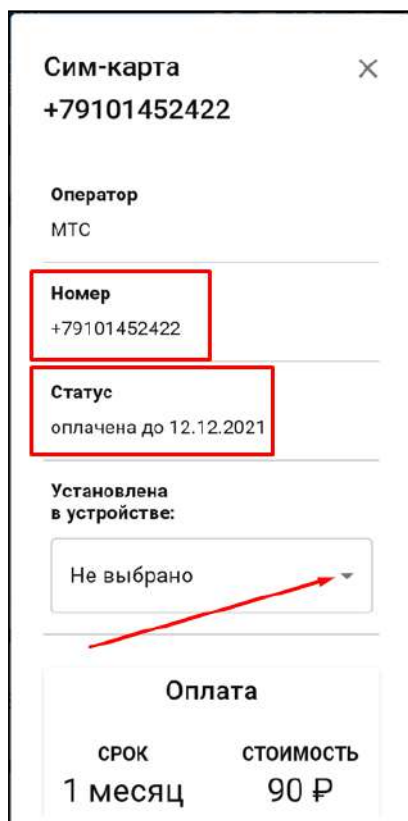 Сим-карта
+79101452422
Оператор
МТС
Номер
+79101452422
Статус
оплачена до 12.12.2021
Установлена
в устройстве:
Не выбрано
Оплата
СРОК СТОИМОСТЬ
1 месяц 90 ₽